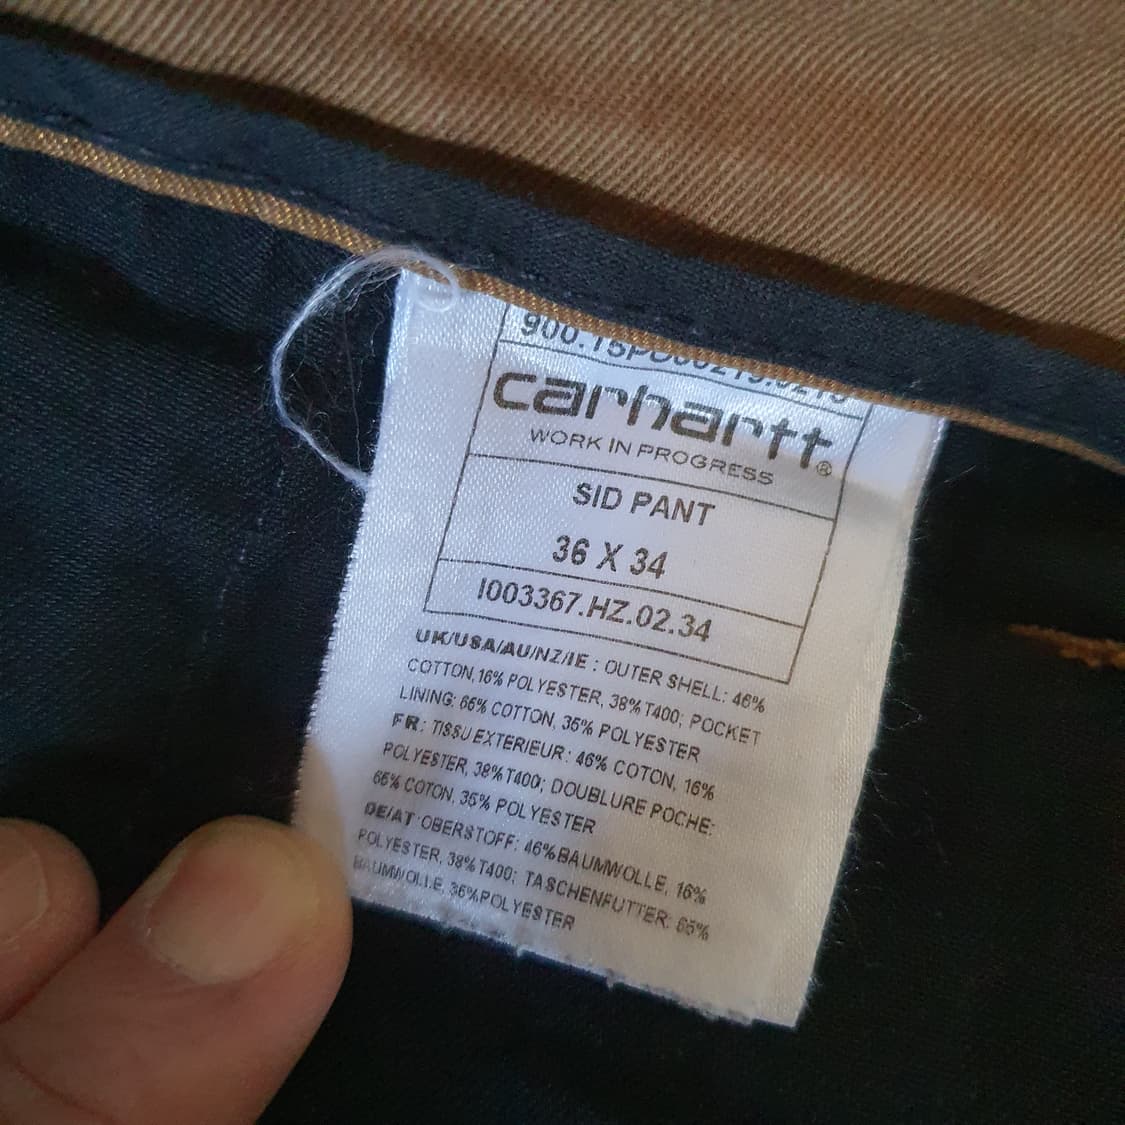 carhartt®
WORK IN PROGRESS
SID PANT
36 X 34
I003367.HZ.02.34
UK/USA/AU/NZ/IE : OUTER SHELL: 46%
COTTON,16% POLYESTER, 38% T400; POCKET
LINING: 65% COTTON, 35% POLYESTER
FR: TISSU EXTERIEUR: 46% COTON, 16%
POLYESTER, 38% T400; DOUBLURE POCHE:
65% COTON, 35% POLYESTER
DE/AT OBERSTOFF: 46% BAUMWOLLE, 16%
POLYESTER, 38% T400; TASCHENFUTTER: 65%
BAUMWOLLE, 35%POLYESTER